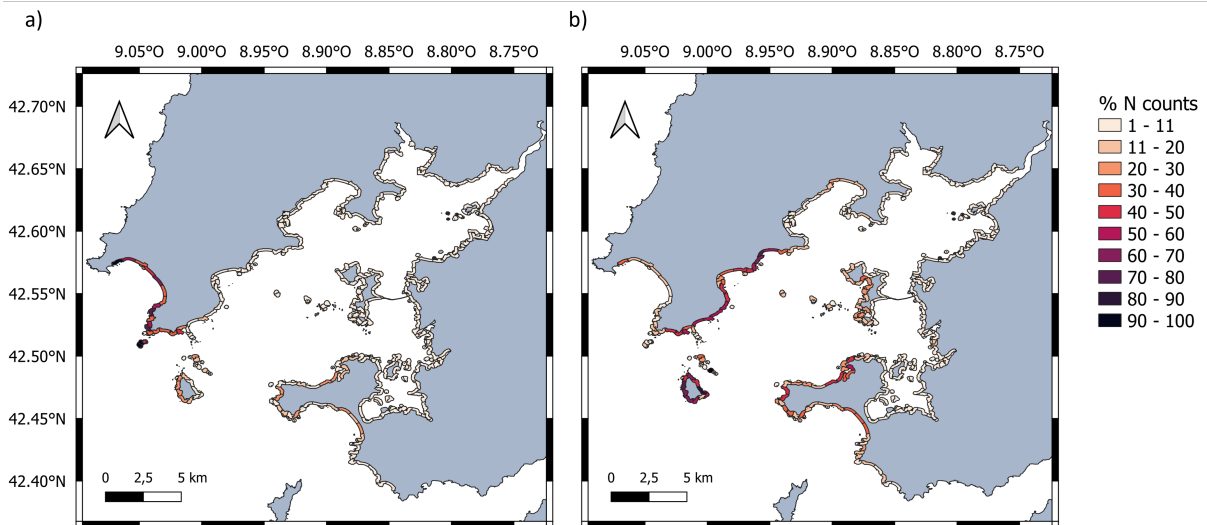 a)
b)
9.05°O 9.00°O 8.95°O 8.90°O 8.85°O 8.80°O 8.75°O
9.05°O 9.00°O 8.95°O 8.90°O 8.85°O 8.80°O 8.75°O
42.70°N
42.65°N
42.60°N
42.55°N
42.50°N
42.45°N
42.40°N
0 2,5 5 km
0 2,5 5 km
% N counts
1 - 11
11 - 20
20 - 30
30 - 40
40 - 50
50 - 60
60 - 70
70 - 80
80 - 90
90 - 100